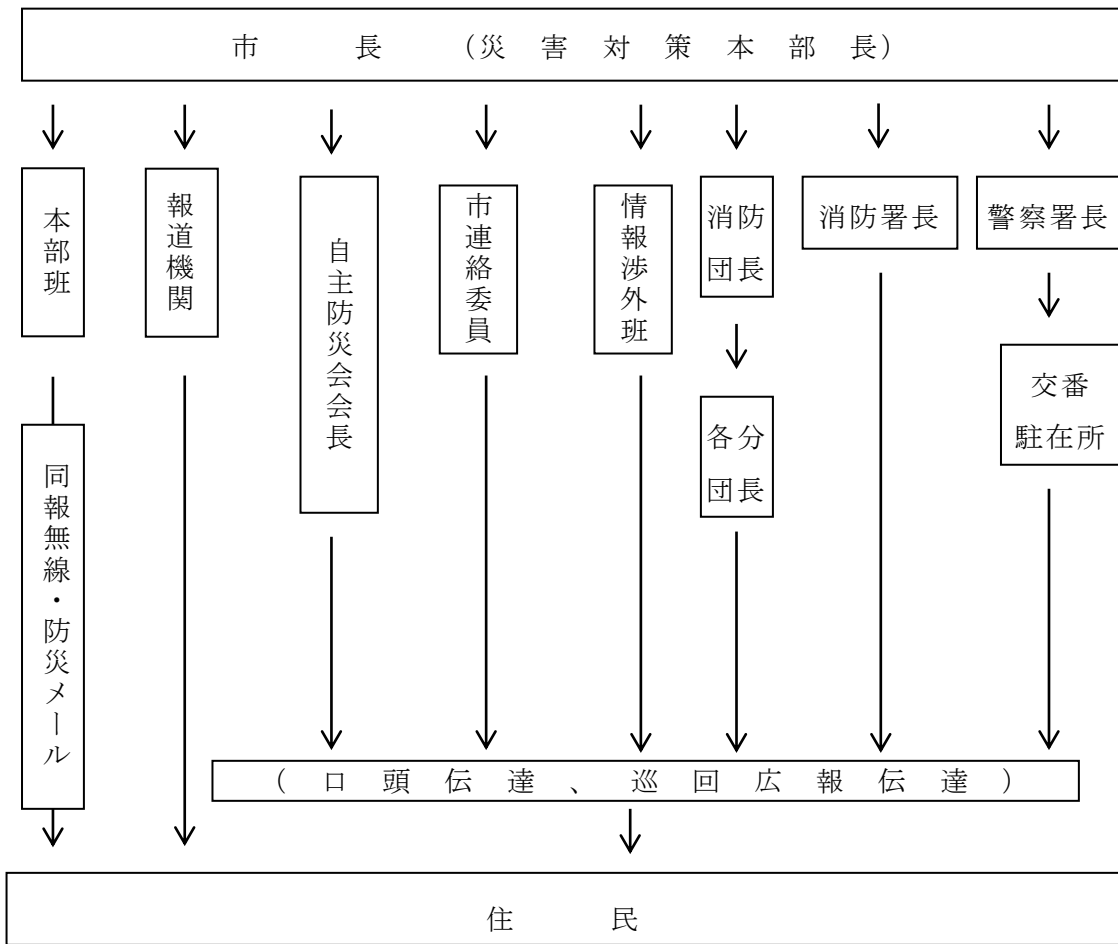 市長（災害対策本部長）
本部班
報道機関
自主防災会会長
市連絡委員
情報渉外班
消防
団長
消防署長
警察署長
交番
駐在所
各分
団長
同報無線・防災メール
（口頭伝達、巡回広報伝達）
住民